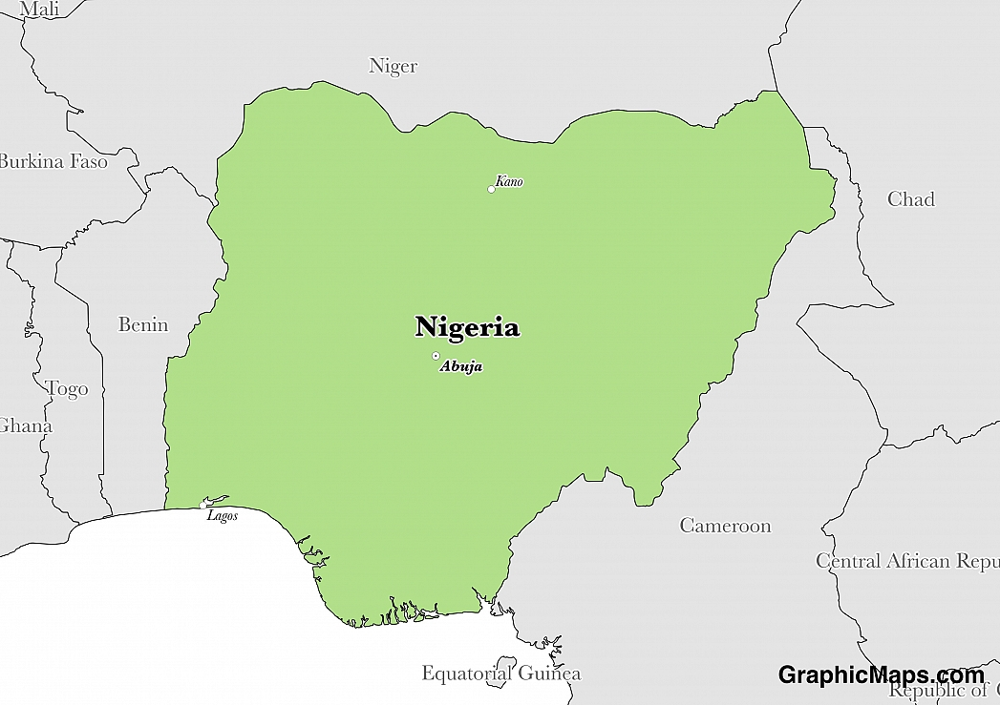 Mali
Niger
Burkina Faso
Kano
Chad
Nigeria
Benin
Abuja
Togo
Ghana
Lagos
Cameroon
Central African Repu
Equatorial Guinea
GraphicMaps.com
Republic of